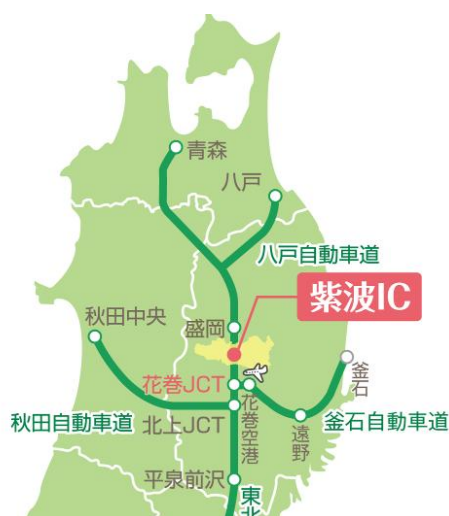 青森
八戸
八戸自動車道
紫波IC
秋田中央
盛岡
花巻JCT
釜石
秋田自動車道
北上JCT
花巻空港
遠野
釜石自動車道
平泉前沢
東北